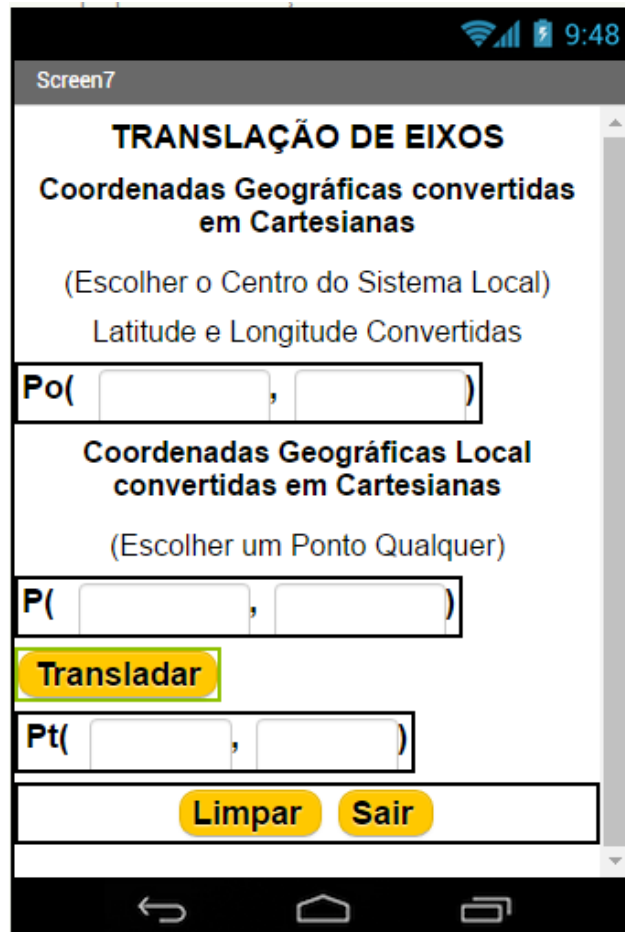 9:48
Screen7
TRANSLAÇÃO DE EIXOS
Coordenadas Geográficas convertidas
em Cartesianas
(Escolher o Centro do Sistema Local)
Latitude e Longitude Convertidas
Po( , )
Coordenadas Geográficas Local
convertidas em Cartesianas
(Escolher um Ponto Qualquer)
P( , )
Transladar
Pt( , )
Limpar Sair